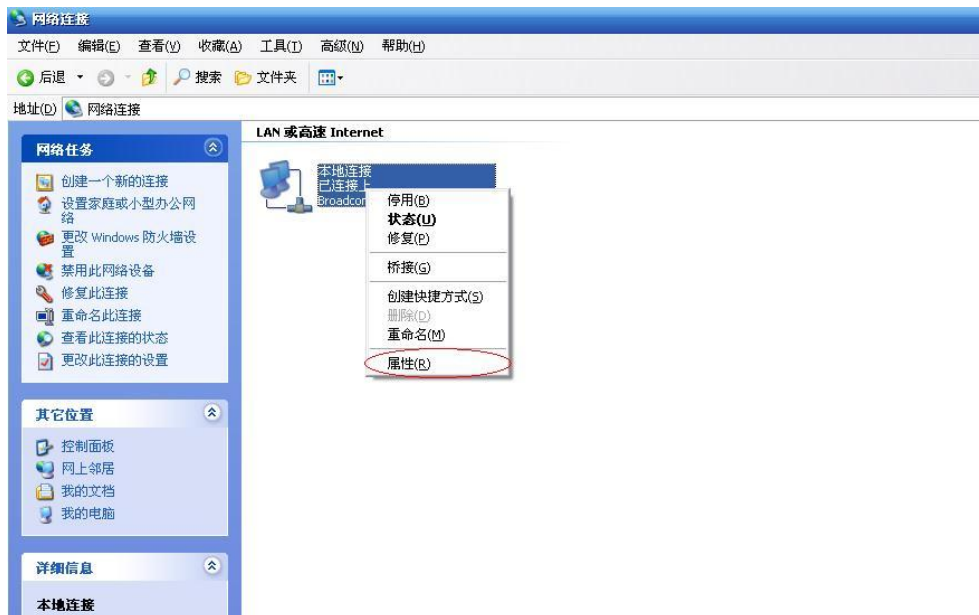 网络连接
文件(F) 编辑(E) 查看(V) 收藏(A) 工具(T) 高级(N) 帮助(H)
后退 搜索 文件夹
地址(D) 网络连接
网络任务
创建一个新的连接
设置家庭或小型办公网
络
更改 Windows 防火墙设
置
禁用此网络设备
修复此连接
重命名此连接
查看此连接的状态
更改此连接的设置
其它位置
控制面板
网上邻居
我的文档
我的电脑
详细信息
本地连接
LAN 或高速 Internet
本地连接
已连接上
Broadcor
停用(B)
状态(U)
修复(P)
桥接(G)
创建快捷方式(S)
删除(D)
重命名(M)
属性(R)